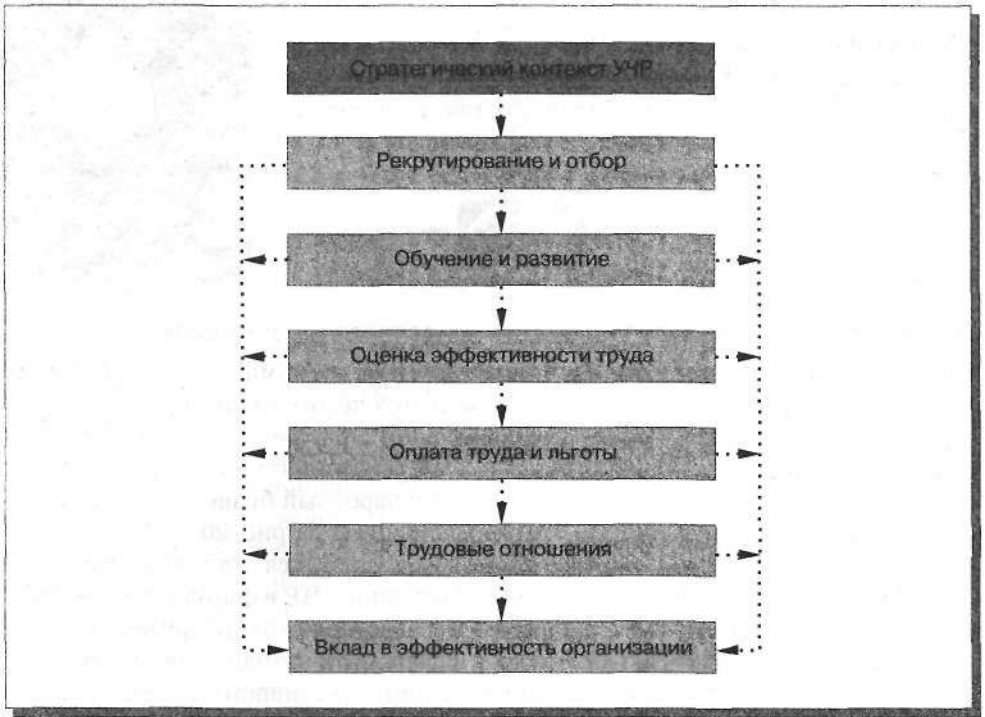 Стратегический контекст УЧР
Рекрутирование и отбор
Обучение и развитие
Оценка эффективности труда
Оплата труда и льготы
Трудовые отношения
Вклад в эффективность организации